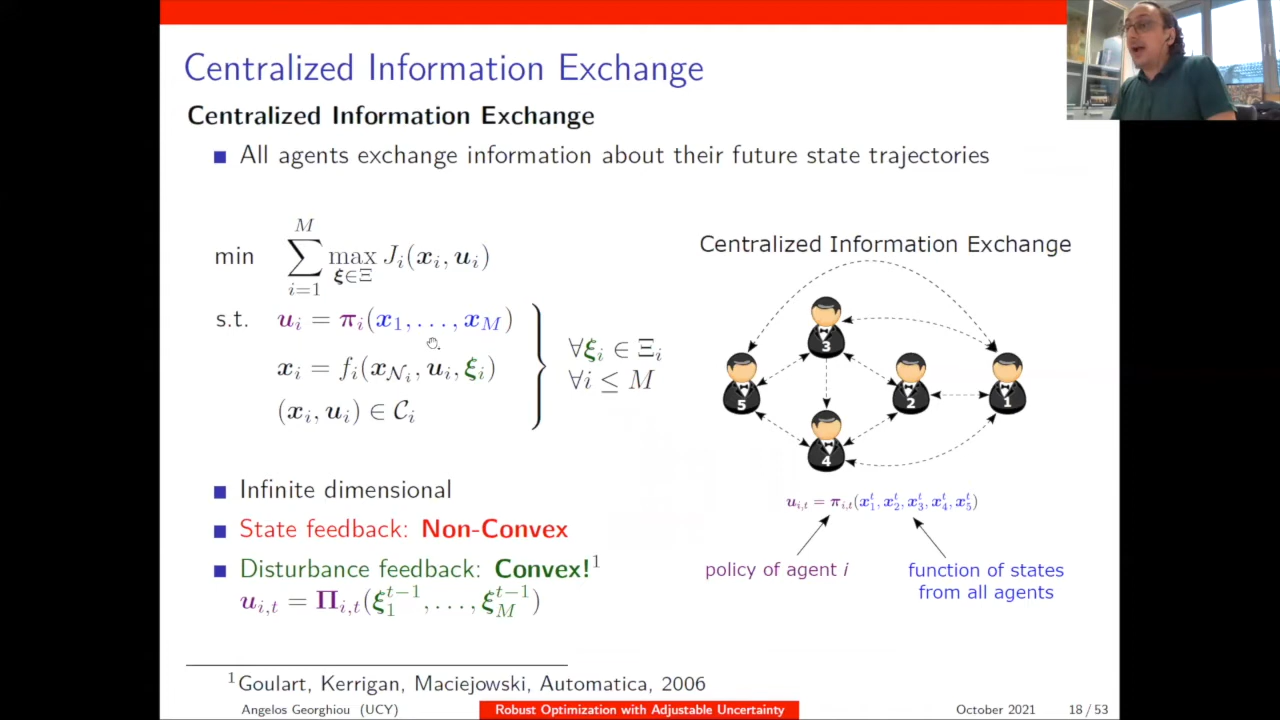 Centralized Information Exchange
Centralized Information Exchange
All agents exchange information about their future state trajectories
min ∑_{i=1}^{M} max_{ξ∈Ξ} J_i(x_i, u_i)
s.t. u_i = π_i(x_1, …, x_M)
x_i = f_i(x_{N_i}, u_i, ξ_i)
(x_i, u_i) ∈ C_i
∀ξ_i ∈ Ξ_i
∀i ≤ M
Infinite dimensional
State feedback: Non-Convex
Disturbance feedback: Convex!¹
u_{i,t} = Π_{i,t}(ξ_1^{t−1}, …, ξ_M^{t−1})
Centralized Information Exchange
3
5
2
1
4
u_{i,t} = π_{i,t}(x_1^t, x_2^t, x_3^t, x_4^t, x_5^t)
policy of agent i
function of states
from all agents
¹Goulart, Kerrigan, Maciejowski, Automatica, 2006
Angelos Georghiou (UCY) Robust Optimization with Adjustable Uncertainty October 2021 18 / 53